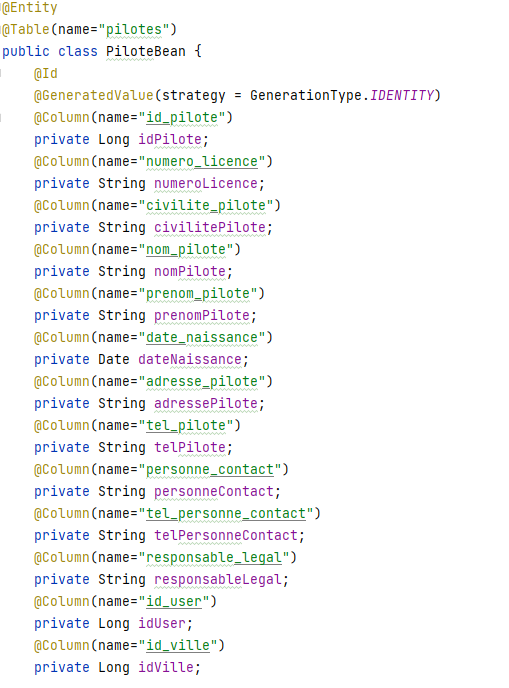 @Entity
@Table(name="pilotes")
public class PiloteBean {
@Id
@GeneratedValue(strategy = GenerationType.IDENTITY)
@Column(name="id_pilote")
private Long idPilote;
@Column(name="numero_licence")
private String numeroLicence;
@Column(name="civilite_pilote")
private String civilitePilote;
@Column(name="nom_pilote")
private String nomPilote;
@Column(name="prenom_pilote")
private String prenomPilote;
@Column(name="date_naissance")
private Date dateNaissance;
@Column(name="adresse_pilote")
private String adressePilote;
@Column(name="tel_pilote")
private String telPilote;
@Column(name="personne_contact")
private String personneContact;
@Column(name="tel_personne_contact")
private String telPersonneContact;
@Column(name="responsable_legal")
private String responsableLegal;
@Column(name="id_user")
private Long idUser;
@Column(name="id_ville")
private Long idVille;